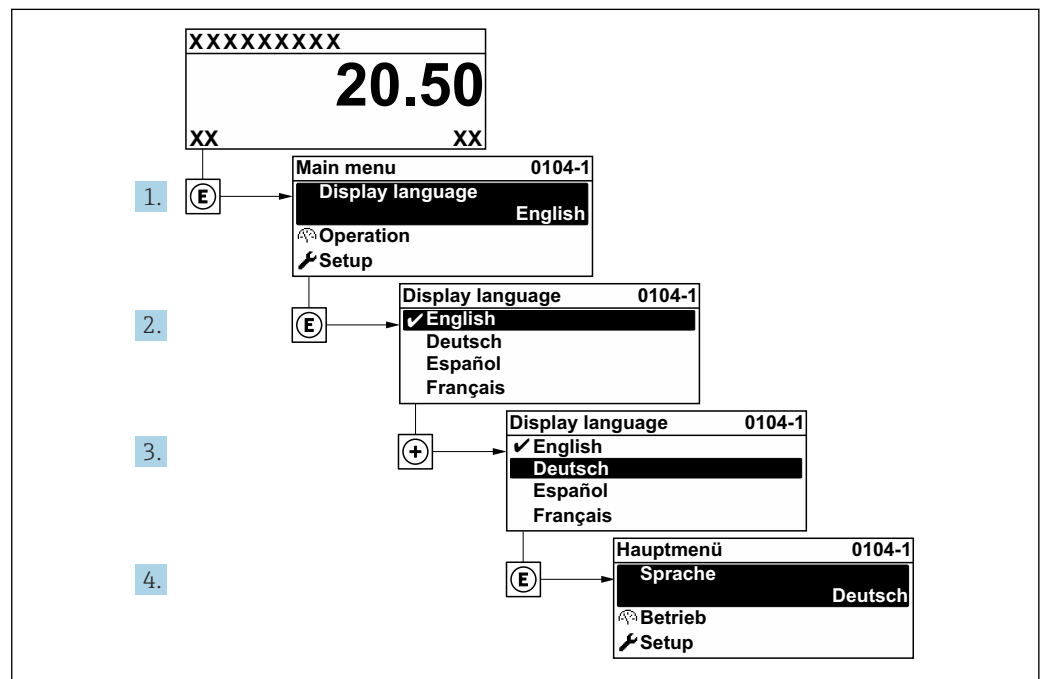 XXXXXXXXX
20.50
XX XX
1. E
Main menu 0104-1
Display language
English
Operation
Setup
2. E
Display language 0104-1
✔English
Deutsch
Español
Français
3. +
Display language 0104-1
✔English
Deutsch
Español
Français
4. E
Hauptmenü 0104-1
Sprache
Deutsch
Betrieb
Setup